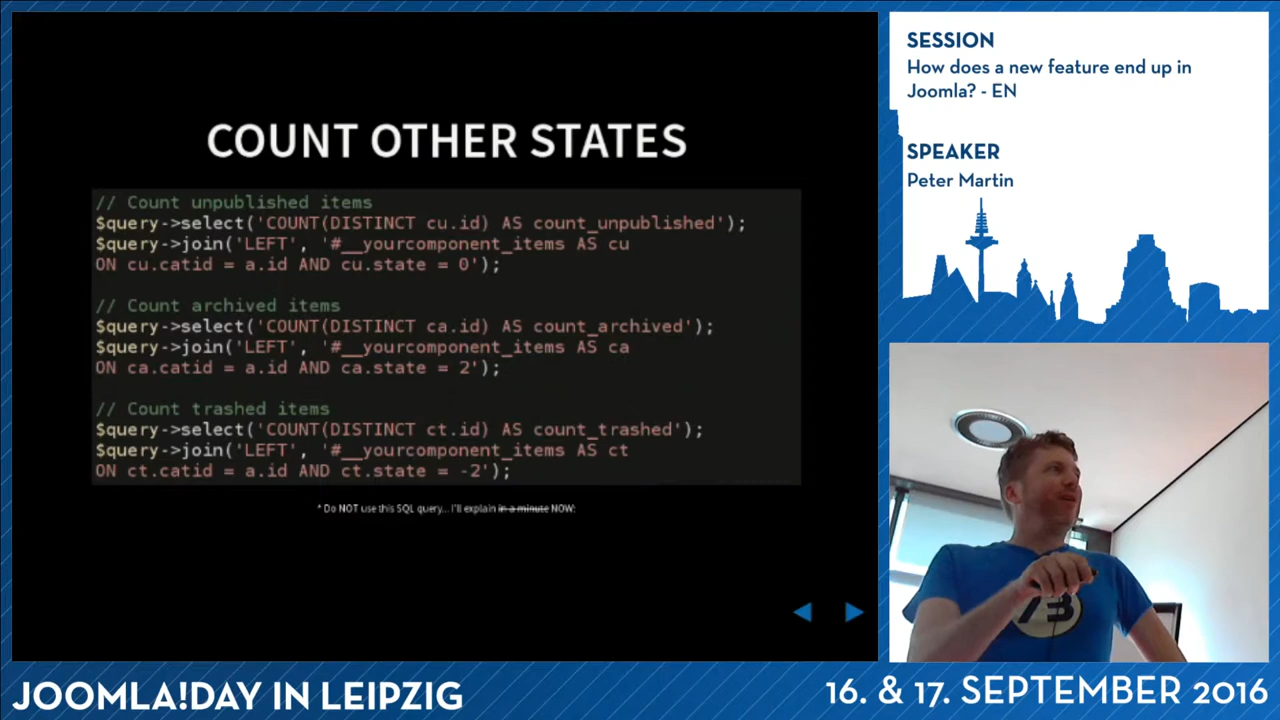 COUNT OTHER STATES
// Count unpublished items
$query->select('COUNT(DISTINCT cu.id) AS count_unpublished');
$query->join('LEFT', '#__yourcomponent_items AS cu
ON cu.catid = a.id AND cu.state = 0');
// Count archived items
$query->select('COUNT(DISTINCT ca.id) AS count_archived');
$query->join('LEFT', '#__yourcomponent_items AS ca
ON ca.catid = a.id AND ca.state = 2');
// Count trashed items
$query->select('COUNT(DISTINCT ct.id) AS count_trashed');
$query->join('LEFT', '#__yourcomponent_items AS ct
ON ct.catid = a.id AND ct.state = -2');
* Do NOT use this SQL query... I'll explain in a minute NOW:
SESSION
How does a new feature end up in
Joomla? - EN
SPEAKER
Peter Martin
JOOMLA!DAY IN LEIPZIG
16. & 17. SEPTEMBER 2016